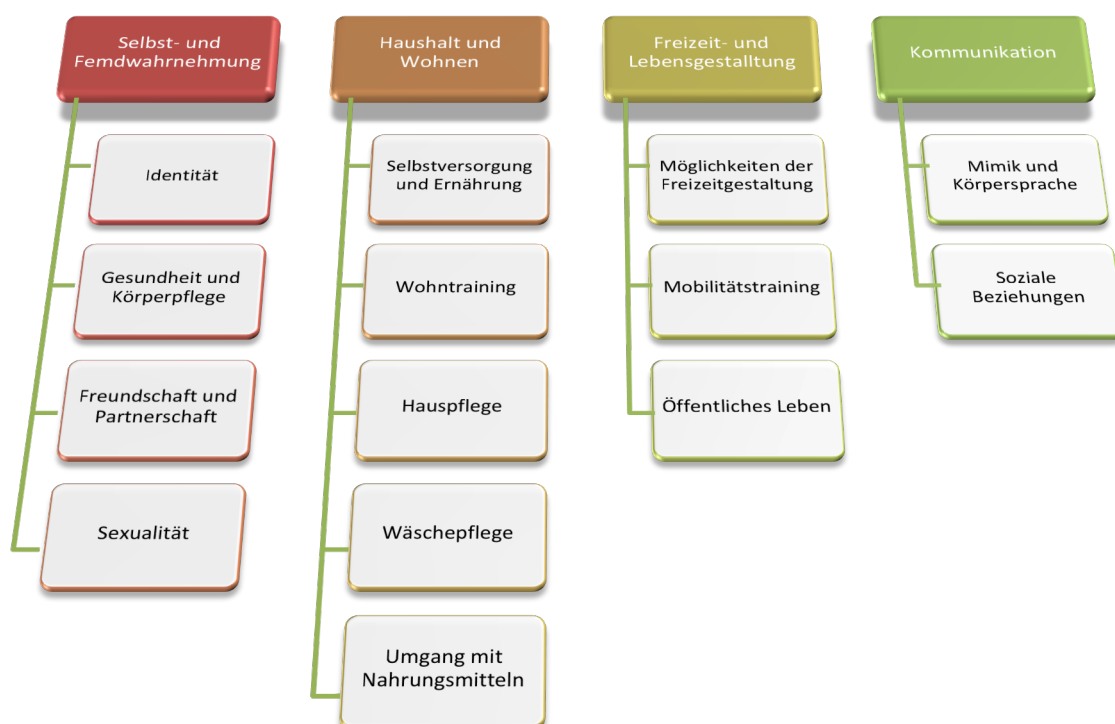 Selbst- und
Femdwahrnehmung
Identität
Gesundheit und
Körperpflege
Freundschaft und
Partnerschaft
Sexualität
Haushalt und
Wohnen
Selbstversorgung
und Ernährung
Wohntraining
Hauspflege
Wäschepflege
Umgang mit
Nahrungsmitteln
Freizeit- und
Lebensgestalltung
Möglichkeiten der
Freizeitgestaltung
Mobilitätstraining
Öffentliches Leben
Kommunikation
Mimik und
Körpersprache
Soziale
Beziehungen